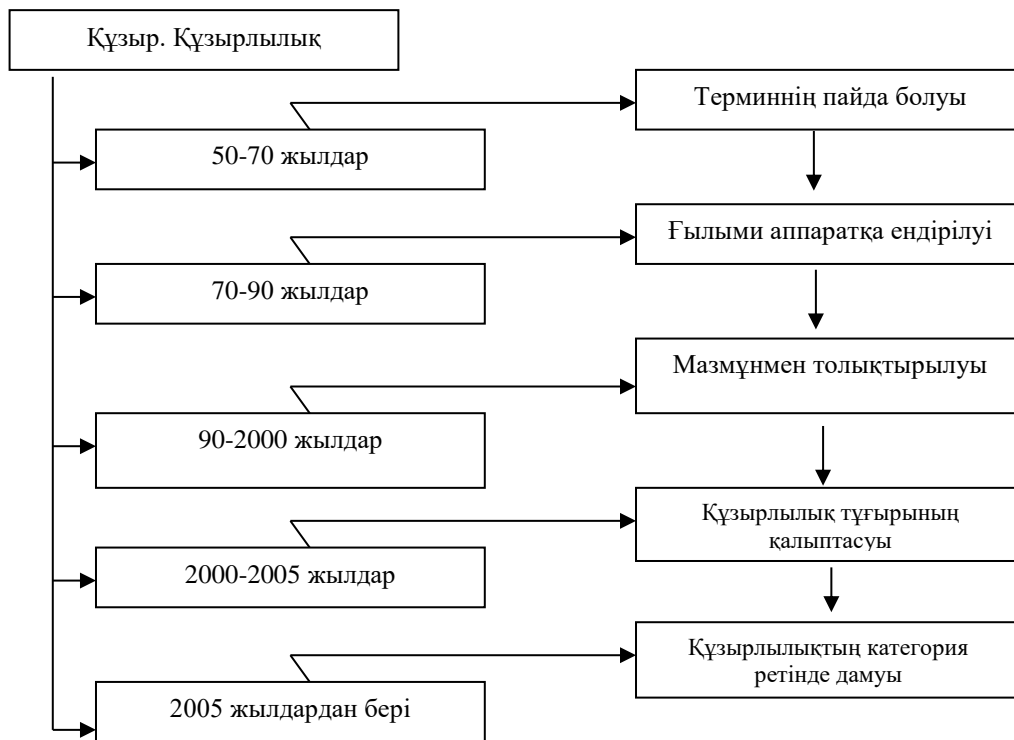 Құзыр. Құзырлылық
Терминнің пайда болуы
50-70 жылдар
Ғылыми аппаратқа ендірілуі
70-90 жылдар
Мазмұнмен толықтырылуы
90-2000 жылдар
Құзырлылық тұғырының
қалыптасуы
2000-2005 жылдар
Құзырлылықтың категория
ретінде дамуы
2005 жылдардан бері